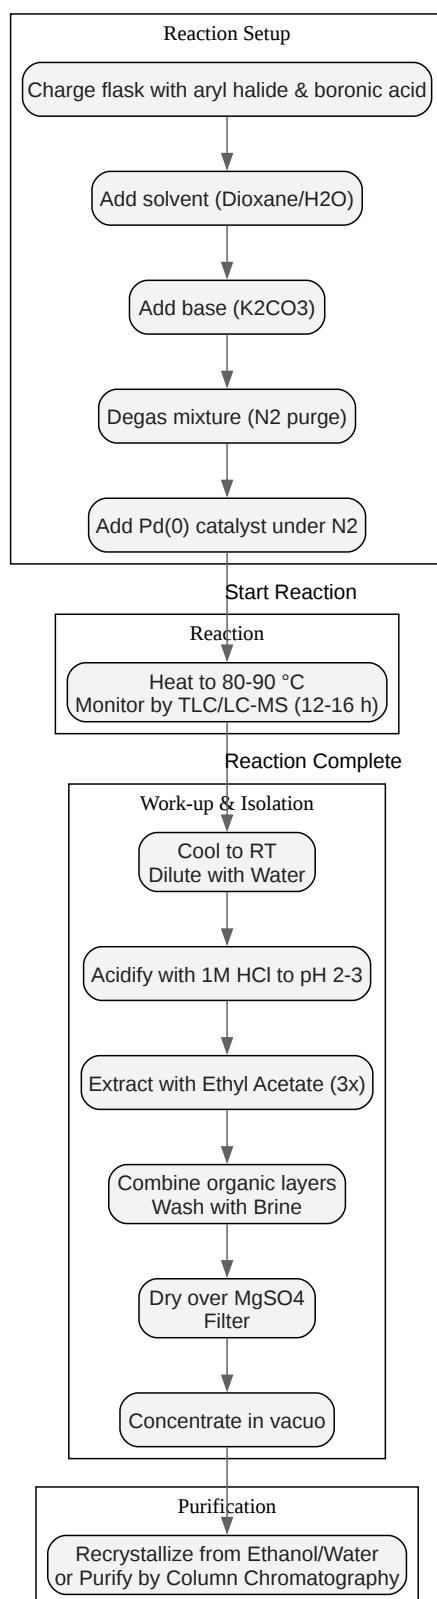 Reaction Setup
Charge flask with aryl halide & boronic acid
Add solvent (Dioxane/H2O)
Add base (K2CO3)
Degas mixture (N2 purge)
Add Pd(0) catalyst under N2
Start Reaction
Reaction
Heat to 80-90 °C
Monitor by TLC/LC-MS (12-16 h)
Reaction Complete
Work-up & Isolation
Cool to RT
Dilute with Water
Acidify with 1M HCl to pH 2-3
Extract with Ethyl Acetate (3x)
Combine organic layers
Wash with Brine
Dry over MgSO4
Filter
Concentrate in vacuo
Purification
Recrystallize from Ethanol/Water
or Purify by Column Chromatography